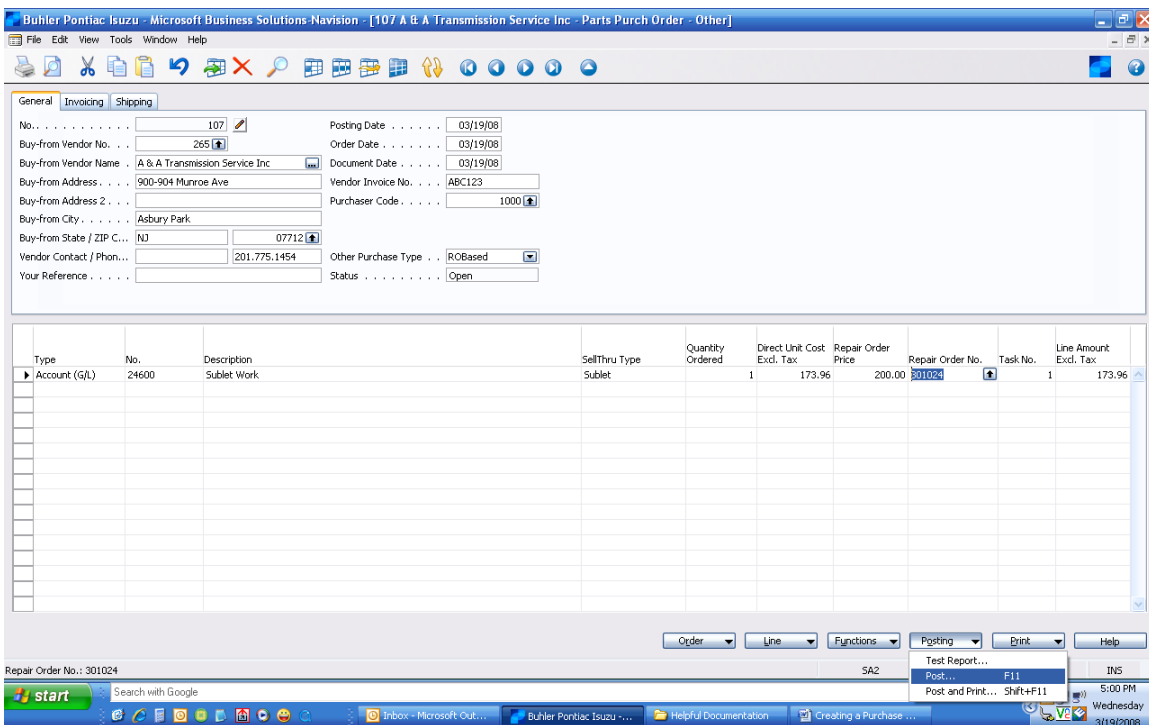 Buhler Pontiac Isuzu - Microsoft Business Solutions-Navision - [107 A & A Transmission Service Inc - Parts Purch Order - Other]
File Edit View Tools Window Help
General Invoicing Shipping
No. . . . . . . . . . . . 107 Posting Date . . . . . . 03/19/08
Buy-from Vendor No. . . 265 Order Date . . . . . . . 03/19/08
Buy-from Vendor Name . A & A Transmission Service Inc ... Document Date . . . . . 03/19/08
Buy-from Address . . . . 900-904 Munroe Ave Vendor Invoice No. . . . ABC123
Buy-from Address 2 . . . Purchaser Code . . . . . 1000
Buy-from City . . . . . . Asbury Park
Buy-from State / ZIP C... NJ 07712
Vendor Contact / Phon... 201.775.1454 Other Purchase Type . . ROBased
Your Reference . . . . . Status . . . . . . . . . Open
Type No. Description SellThru Type Quantity Ordered Direct Unit Cost Excl. Tax Repair Order Price Repair Order No. Task No. Line Amount Excl. Tax
Account (G/L) 24600 Sublet Work Sublet 1 173.96 200.00 301024 1 173.96
Order Line Functions Posting Print Help
Test Report...
Post... F11
Post and Print... Shift+F11
Repair Order No.: 301024 SA2 INS
start Search with Google 5:00 PM
Wednesday
Inbox - Microsoft Out... Buhler Pontiac Isuzu -... Helpful Documentation Creating a Purchase ...
3/19/2008